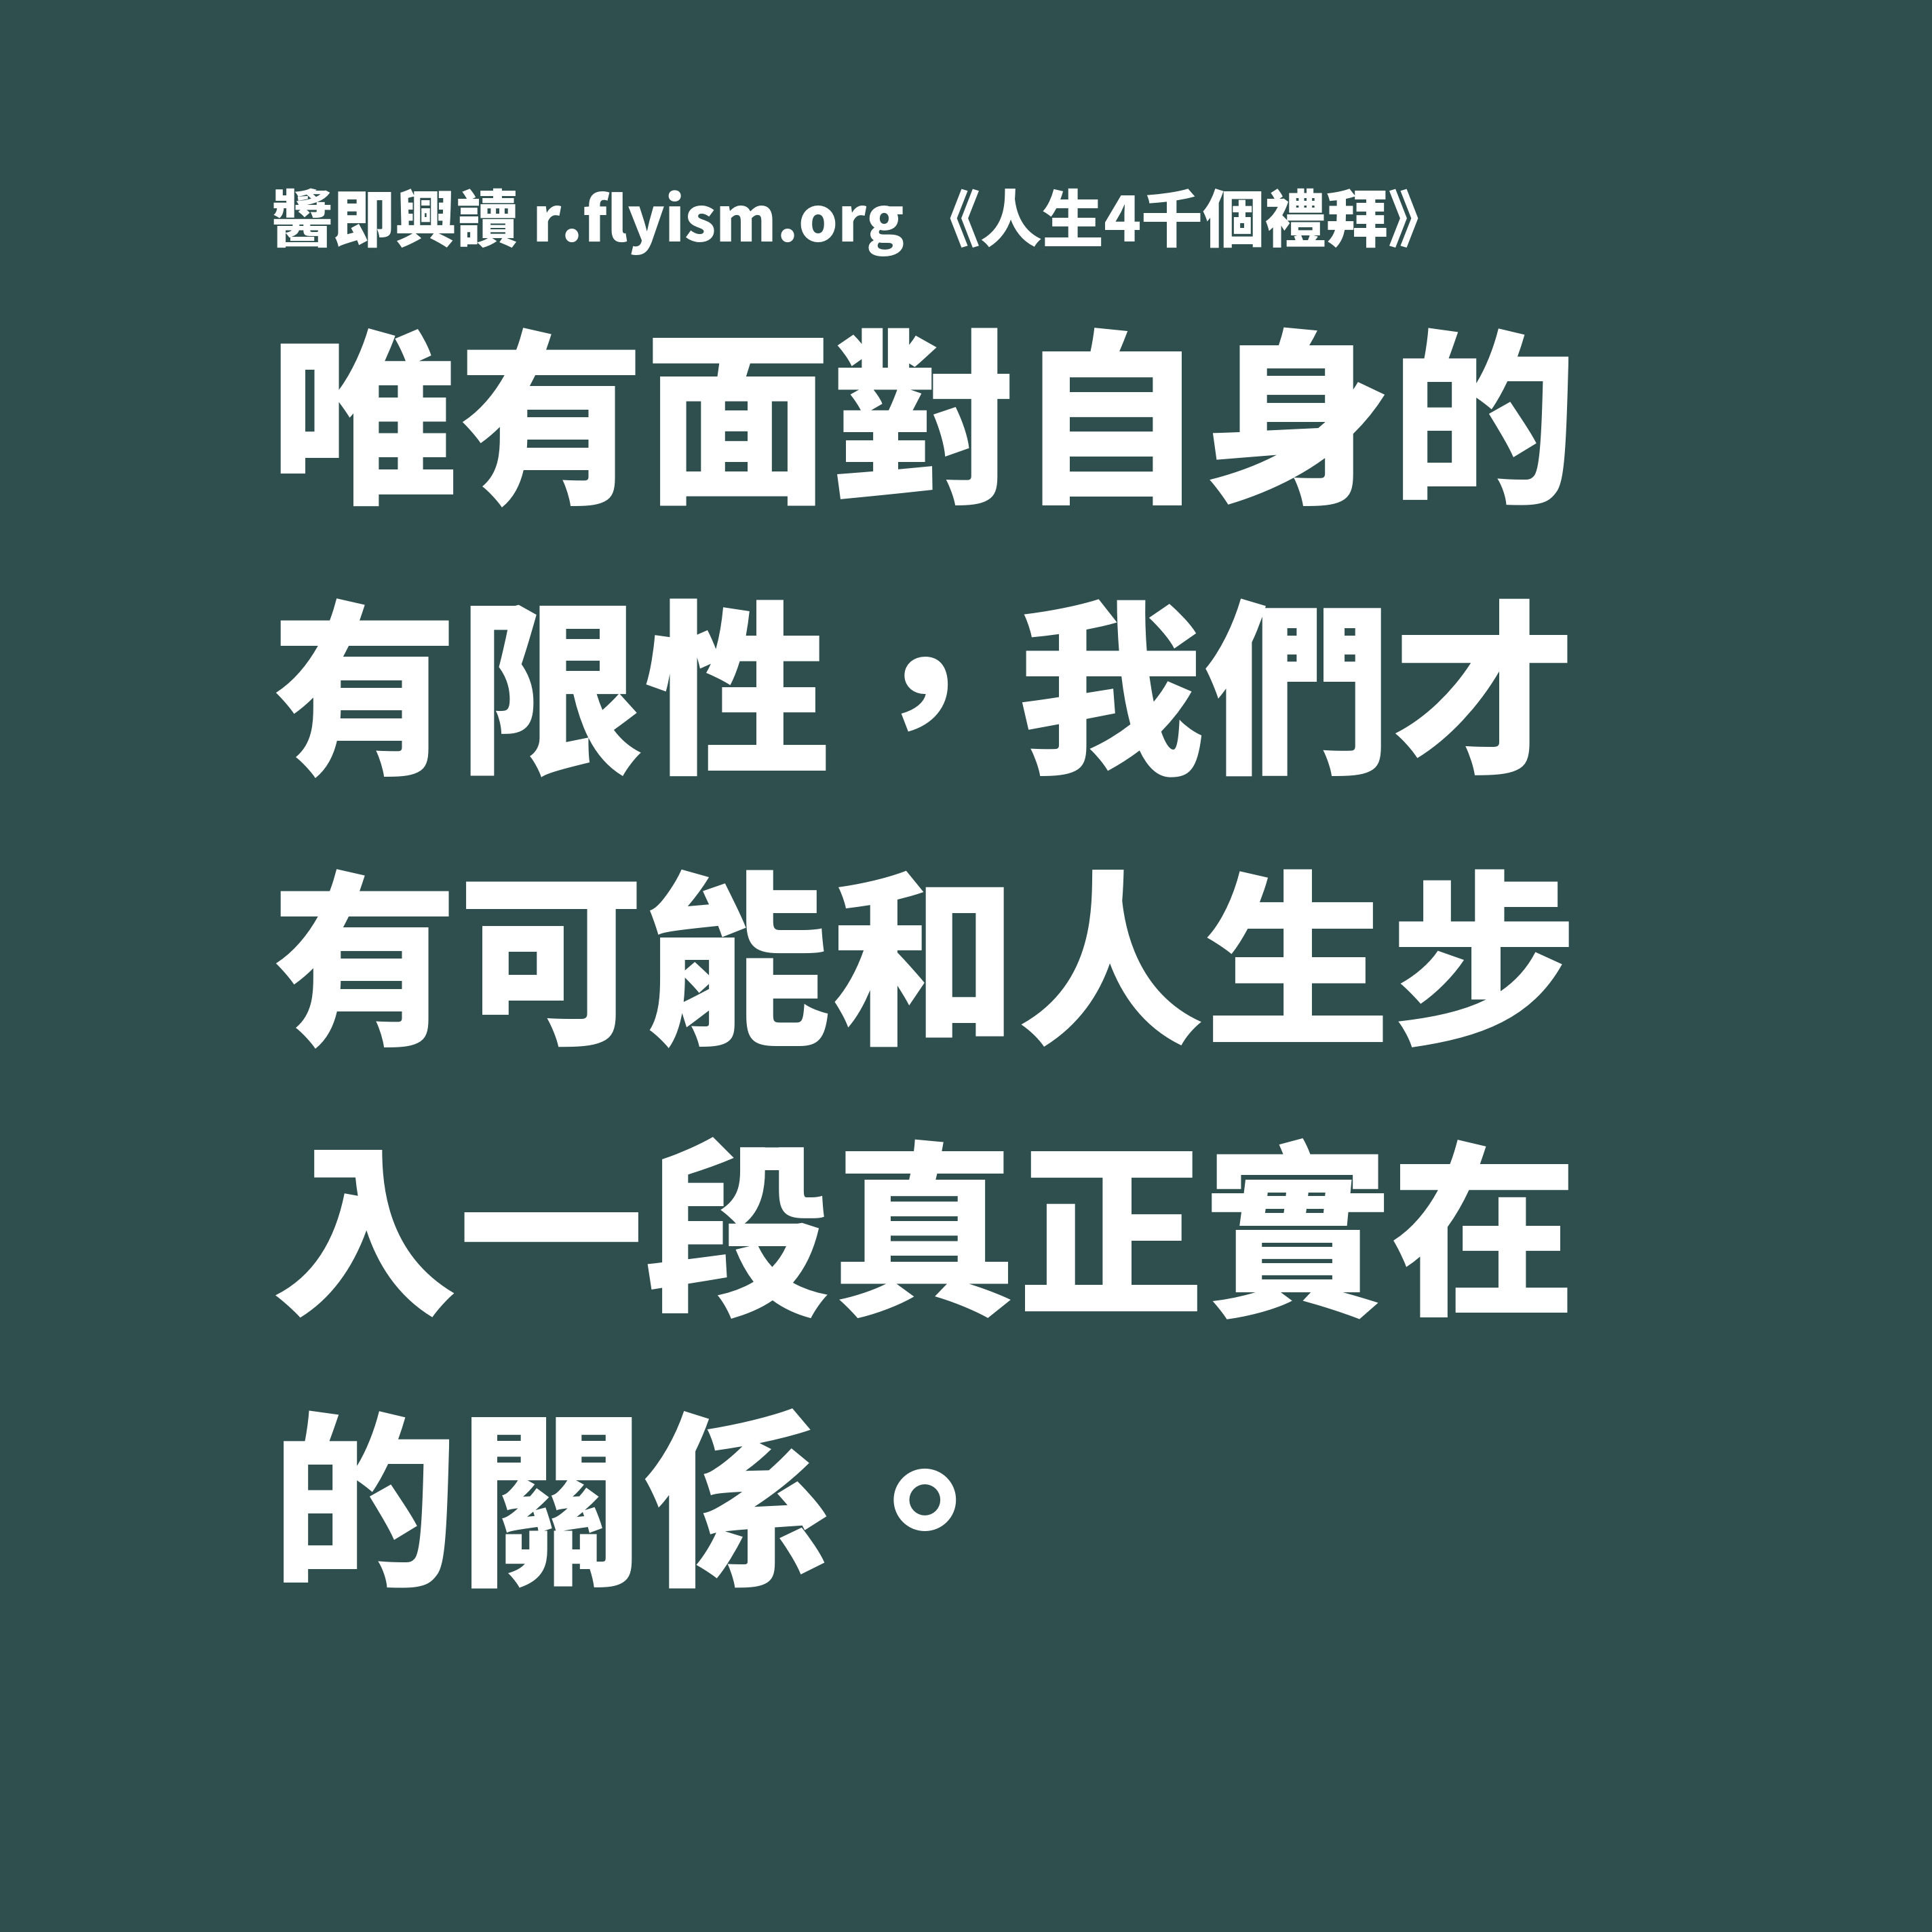 豎即興讀 r.flyism.org 《人生4千個禮拜》
唯有面對自身的
有限性，我們才
有可能和人生步
入一段真正實在
的關係。